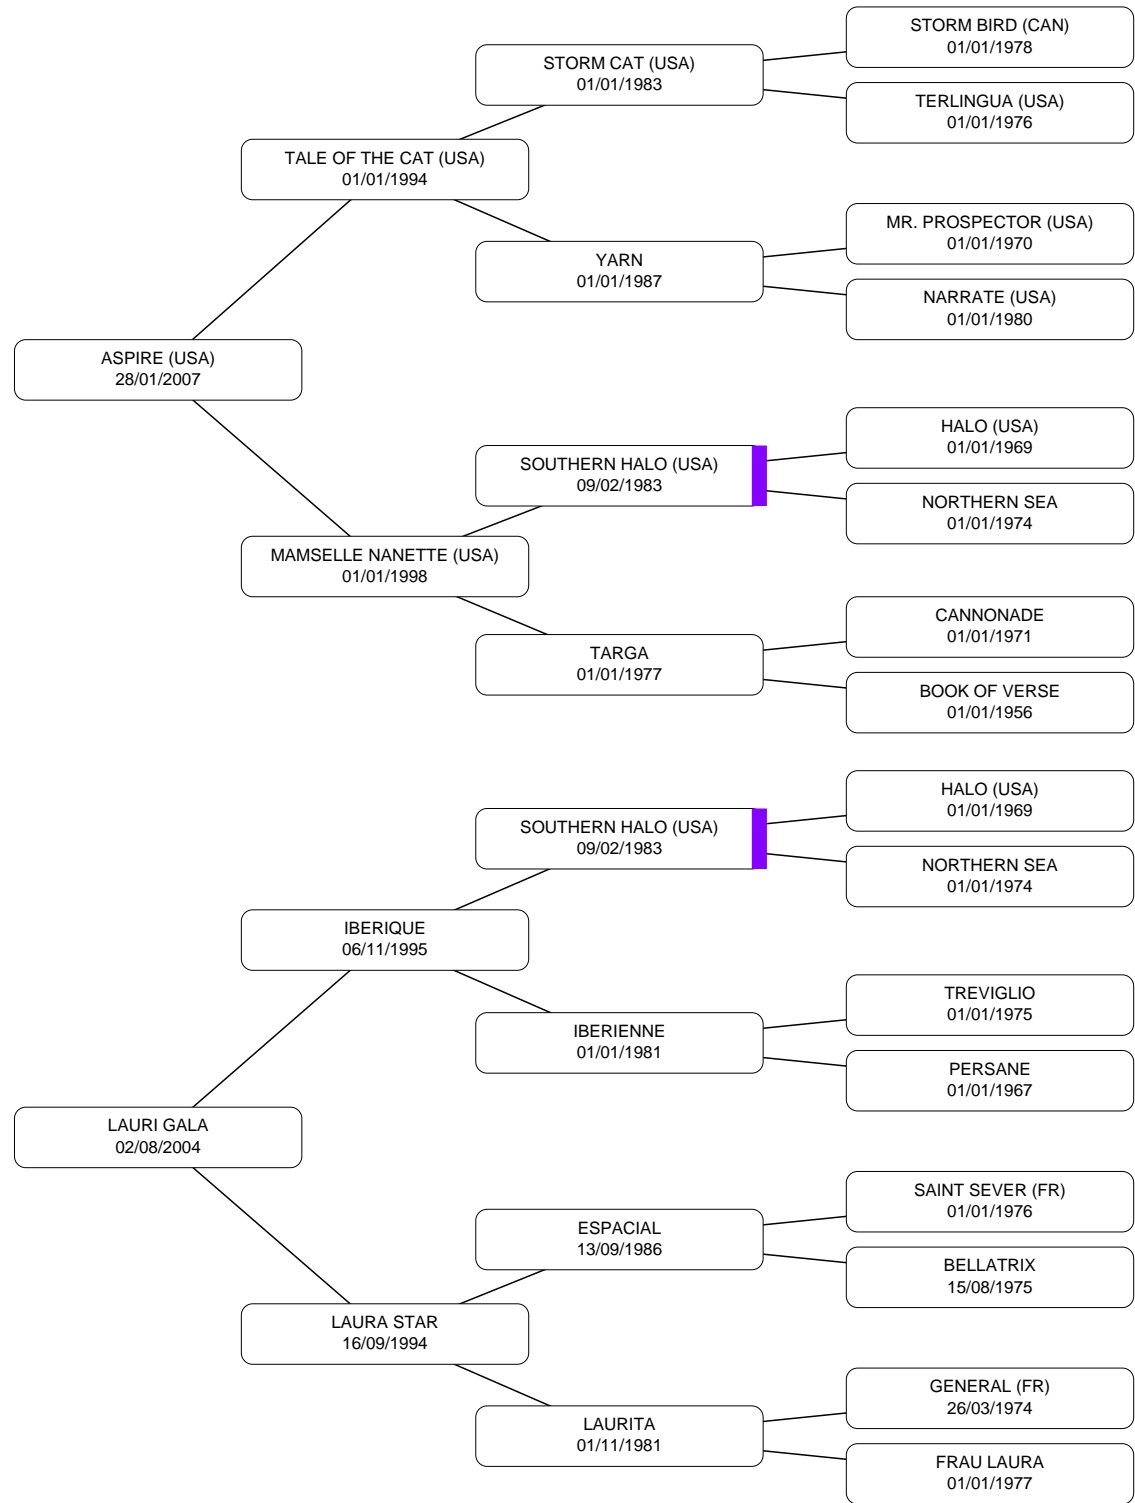 STORM BIRD (CAN)
01/01/1978
STORM CAT (USA)
01/01/1983
TERLINGUA (USA)
01/01/1976
TALE OF THE CAT (USA)
01/01/1994
MR. PROSPECTOR (USA)
01/01/1970
YARN
01/01/1987
NARRATE (USA)
01/01/1980
ASPIRE (USA)
28/01/2007
HALO (USA)
01/01/1969
SOUTHERN HALO (USA)
09/02/1983
NORTHERN SEA
01/01/1974
MAMSELLE NANETTE (USA)
01/01/1998
CANNONADE
01/01/1971
TARGA
01/01/1977
BOOK OF VERSE
01/01/1956
HALO (USA)
01/01/1969
SOUTHERN HALO (USA)
09/02/1983
NORTHERN SEA
01/01/1974
IBERIQUE
06/11/1995
TREVIGLIO
01/01/1975
IBERIENNE
01/01/1981
PERSANE
01/01/1967
LAURI GALA
02/08/2004
SAINT SEVER (FR)
01/01/1976
ESPACIAL
13/09/1986
BELLATRIX
15/08/1975
LAURA STAR
16/09/1994
GENERAL (FR)
26/03/1974
LAURITA
01/11/1981
FRAU LAURA
01/01/1977